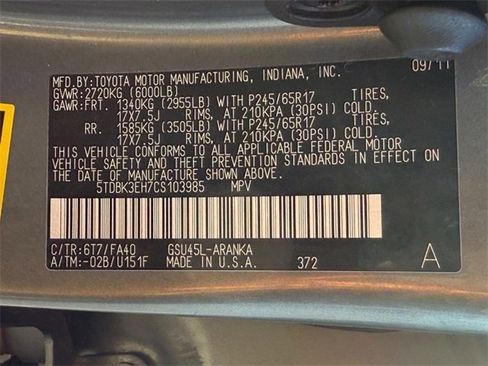 MFD.BY:TOYOTA MOTOR MANUFACTURING, INDIANA, INC. 09/11
GVWR:2720KG (6000LB)
GAWR:FRT. 1340KG (2955LB) WITH P245/65R17 TIRES,
17X7.5J RIMS, AT 210KPA (30PSI) COLD.
RR. 1585KG (3505LB) WITH P245/65R17 TIRES,
17X7.5J RIMS, AT 210KPA (30PSI) COLD.
THIS VEHICLE CONFORMS TO ALL APPLICABLE FEDERAL MOTOR
VEHICLE SAFETY AND THEFT PREVENTION STANDARDS IN EFFECT ON
THE DATE OF MANUFACTURE SHOWN ABOVE.
5TDBK3EH7CS103985 MPV
C/TR:6T7/FA40 GSU45L-ARANKA
A/TM:-02B/U151F MADE IN U.S.A. 372 A